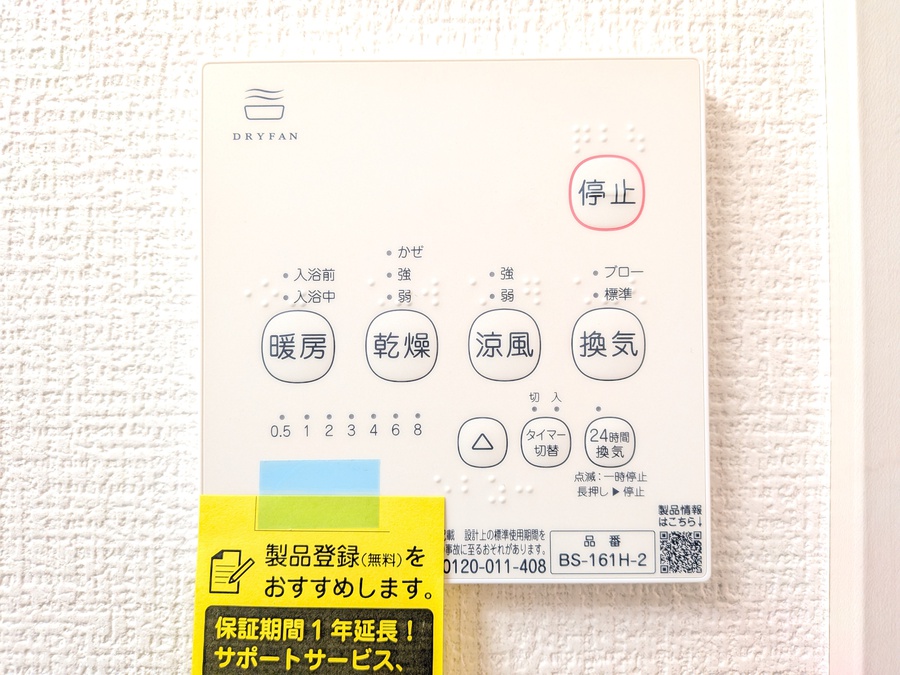 DRYFAN
停止
かぜ
入浴前
強
強
ブロー
入浴中
弱
弱
標準
暖房
乾燥
涼風
換気
切 入
0.5 1 2 3 4 6 8
タイマー
切替
24時間
換気
点滅:一時停止
長押し▶停止
製品情報
はこちら↓
設計上の標準使用期間を
事故に至るおそれがあります。
0120-011-408
品番
BS-161H-2
製品登録(無料)を
おすすめします。
保証期間1年延長!
サポートサービス、